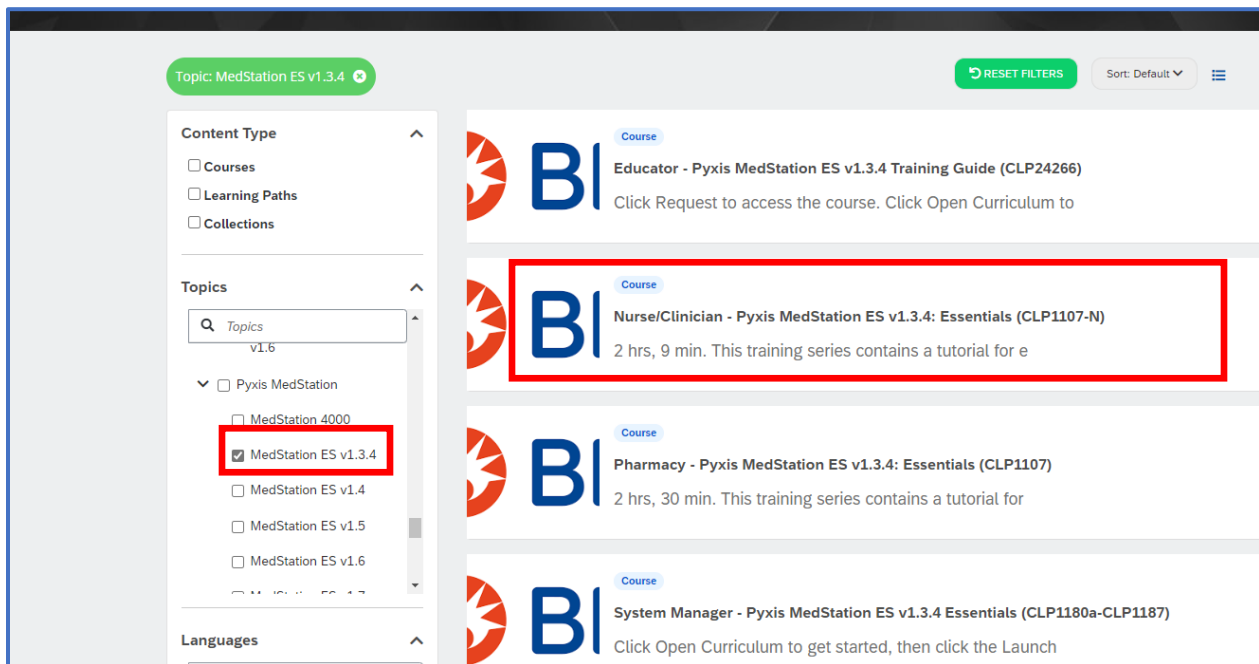 Topic: MedStation ES v1.3.4
RESET FILTERS
Sort: Default
Content Type
Courses
Learning Paths
Collections
Topics
Topics
v1.6
Pyxis MedStation
MedStation 4000
MedStation ES v1.3.4
MedStation ES v1.4
MedStation ES v1.5
MedStation ES v1.6
Languages
B
Course
Educator - Pyxis MedStation ES v1.3.4 Training Guide (CLP24266)
Click Request to access the course. Click Open Curriculum to
B
Course
Nurse/Clinician - Pyxis MedStation ES v1.3.4: Essentials (CLP1107-N)
2 hrs, 9 min. This training series contains a tutorial for e
B
Course
Pharmacy - Pyxis MedStation ES v1.3.4: Essentials (CLP1107)
2 hrs, 30 min. This training series contains a tutorial for
B
Course
System Manager - Pyxis MedStation ES v1.3.4 Essentials (CLP1180a-CLP1187)
Click Open Curriculum to get started, then click the Launch